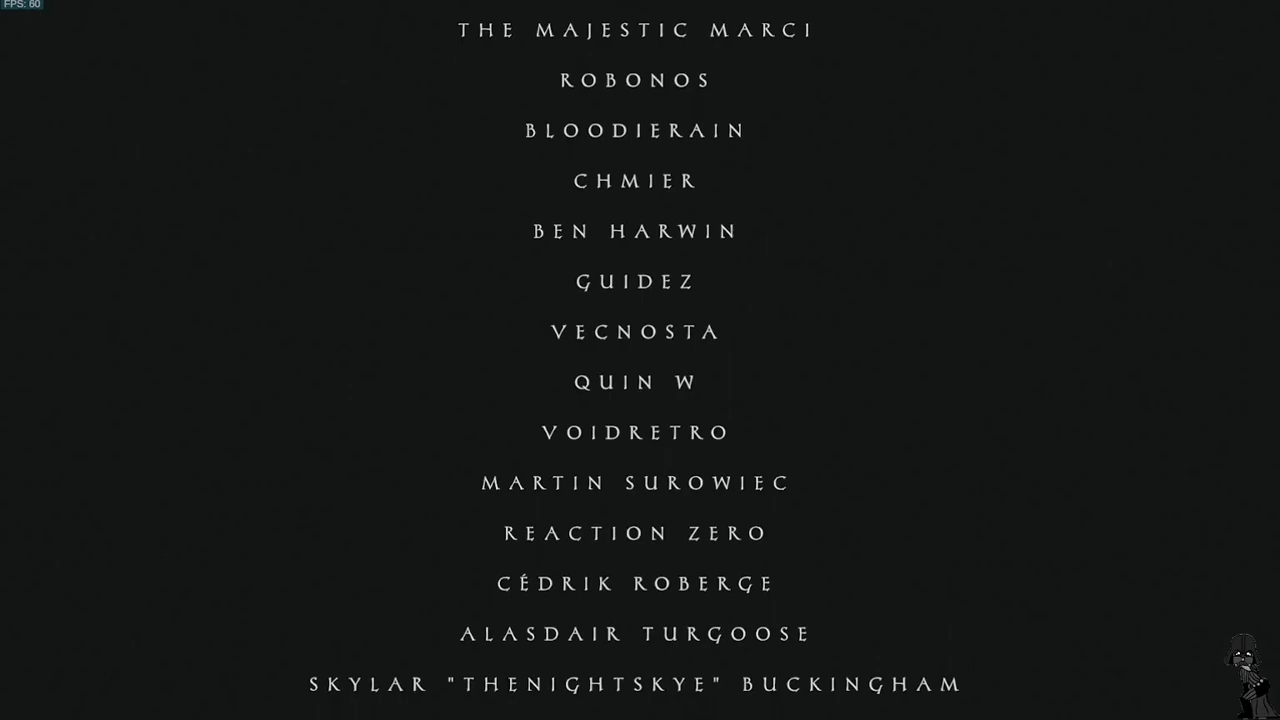 FPS: 60
THE MAJESTIC MARCI
ROBONOS
BLOODIERAIN
CHMIER
BEN HARWIN
GUIDEZ
VECNOSTA
QUIN W
VOIDRETRO
MARTIN SUROWIEC
REACTION ZERO
CÉDRIK ROBERGE
ALASDAIR TURGOOSE
SKYLAR "THENIGHTSKYE" BUCKINGHAM